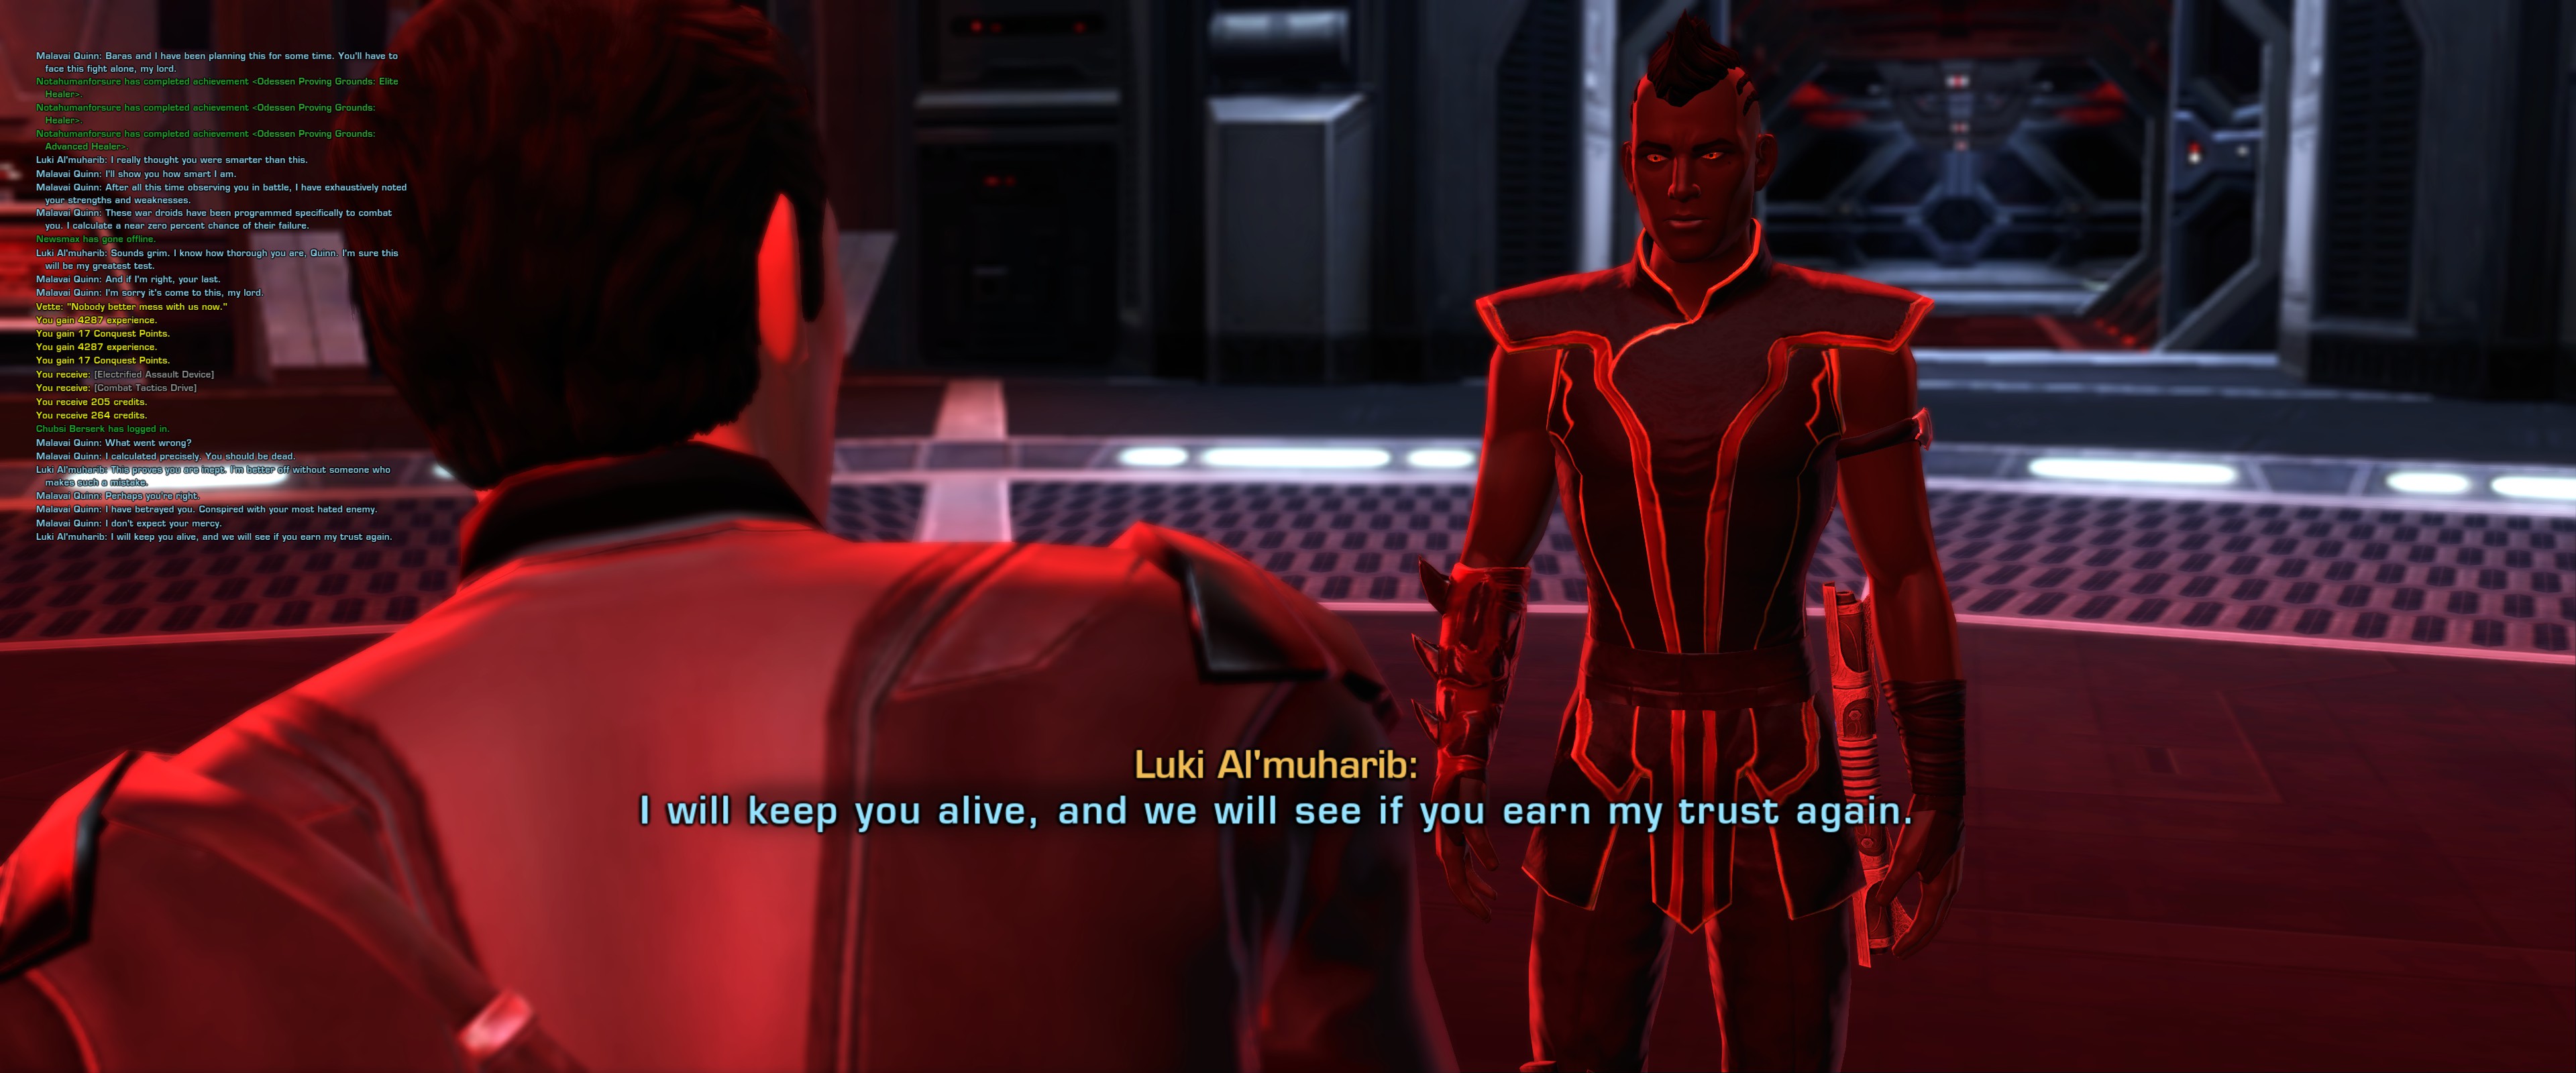 Malavai Quinn: Baras and I have been planning this for some time. You'll have to
face this fight alone, my lord.
Notahumanforsure has completed achievement <Odessen Proving Grounds: Elite
Healer>.
Notahumanforsure has completed achievement <Odessen Proving Grounds:
Healer>.
Notahumanforsure has completed achievement <Odessen Proving Grounds:
Advanced Healer>.
Luki Al'muharib: I really thought you were smarter than this.
Malavai Quinn: I'll show you how smart I am.
Malavai Quinn: After all this time observing you in battle, I have exhaustively noted
your strengths and weaknesses.
Malavai Quinn: These war droids have been programmed specifically to combat
you. I calculate a near zero percent chance of their failure.
Newsmax has gone offline.
Luki Al'muharib: Sounds grim. I know how thorough you are, Quinn. I'm sure this
will be my greatest test.
Malavai Quinn: And if I'm right, your last.
Malavai Quinn: I'm sorry it's come to this, my lord.
Vette: "Nobody better mess with us now."
You gain 4287 experience.
You gain 17 Conquest Points.
You gain 4287 experience.
You gain 17 Conquest Points.
You receive: [Electrified Assault Device]
You receive: [Combat Tactics Drive]
You receive 205 credits.
You receive 264 credits.
Chubsi Berserk has logged in.
Malavai Quinn: What went wrong?
Malavai Quinn: I calculated precisely. You should be dead.
Luki Al'muharib: This proves you are inept. I'm better off without someone who
makes such a mistake.
Malavai Quinn: Perhaps you're right.
Malavai Quinn: I have betrayed you. Conspired with your most hated enemy.
Malavai Quinn: I don't expect your mercy.
Luki Al'muharib: I will keep you alive, and we will see if you earn my trust again.
Luki Al'muharib:
I will keep you alive, and we will see if you earn my trust again.